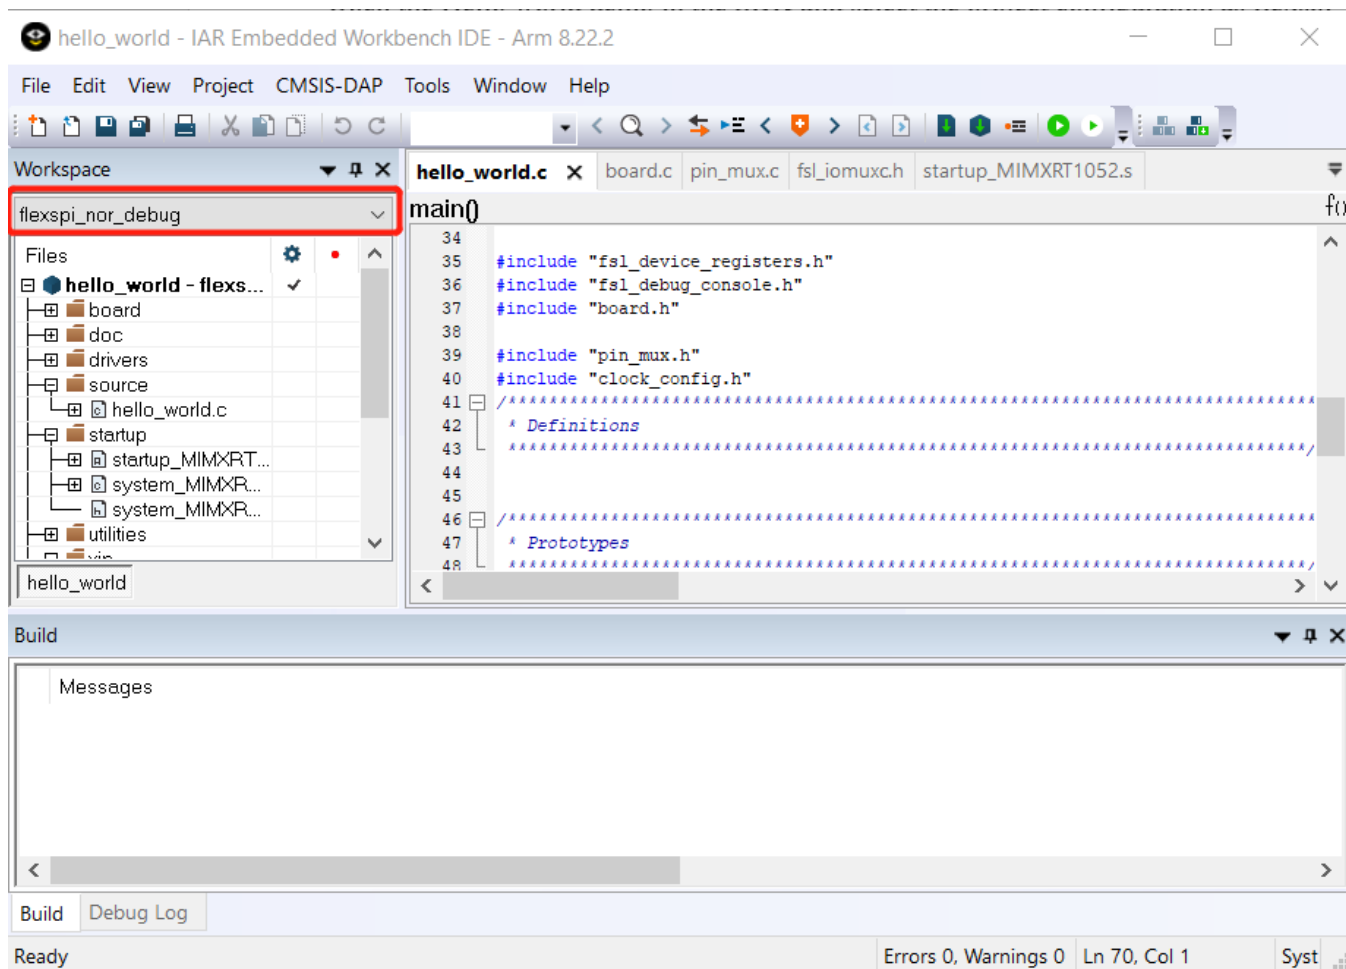 hello_world - IAR Embedded Workbench IDE - Arm 8.22.2
File Edit View Project CMSIS-DAP Tools Window Help
Workspace
hello_world.c board.c pin_mux.c fsl_iomuxc.h startup_MIMXRT1052.s
flexspi_nor_debug
main()
f()
Files
hello_world - flexs...
board
doc
drivers
source
hello_world.c
startup
startup_MIMXRT...
system_MIMXR...
system_MIMXR...
utilities
xip
hello_world
34
35 #include "fsl_device_registers.h"
36 #include "fsl_debug_console.h"
37 #include "board.h"
38
39 #include "pin_mux.h"
40 #include "clock_config.h"
41 /*******************************************************************************
42 * Definitions
43 ******************************************************************************/
44
45
46 /*******************************************************************************
47 * Prototypes
48 ******************************************************************************/
Build
Messages
Build Debug Log
Ready
Errors 0, Warnings 0 Ln 70, Col 1 Syst